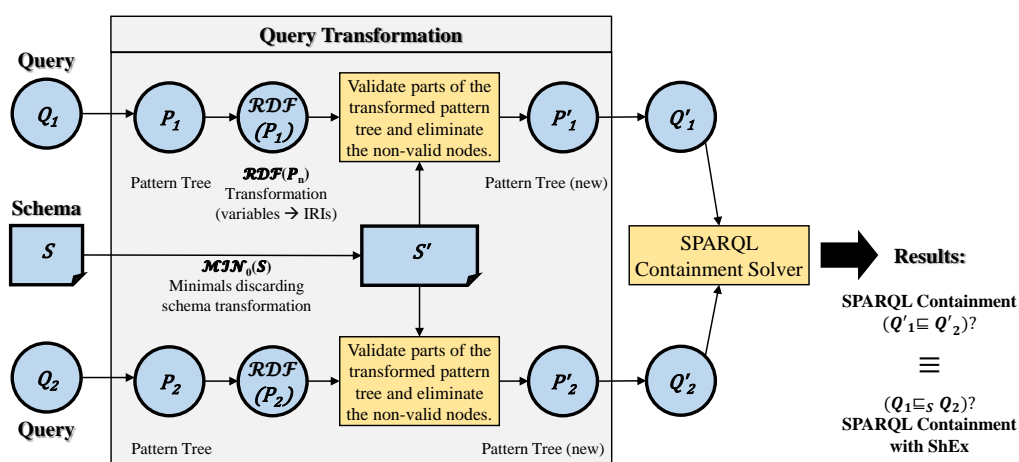 Query Transformation
Query
Q1
P1
RDF
(P1)
Validate parts of the
transformed pattern
tree and eliminate
the non-valid nodes.
P'1
Q'1
Pattern Tree
RDF(Pn)
Transformation
(variables → IRIs)
Pattern Tree (new)
Schema
S
MIN0(S)
Minimals discarding
schema transformation
S'
SPARQL
Containment Solver
Results:
SPARQL Containment
(Q'1⊑ Q'2)?
≡
(Q1⊑S Q2)?
SPARQL Containment
with ShEx
Q2
Query
P2
RDF
(P2)
Validate parts of the
transformed pattern
tree and eliminate
the non-valid nodes.
P'2
Q'2
Pattern Tree
Pattern Tree (new)